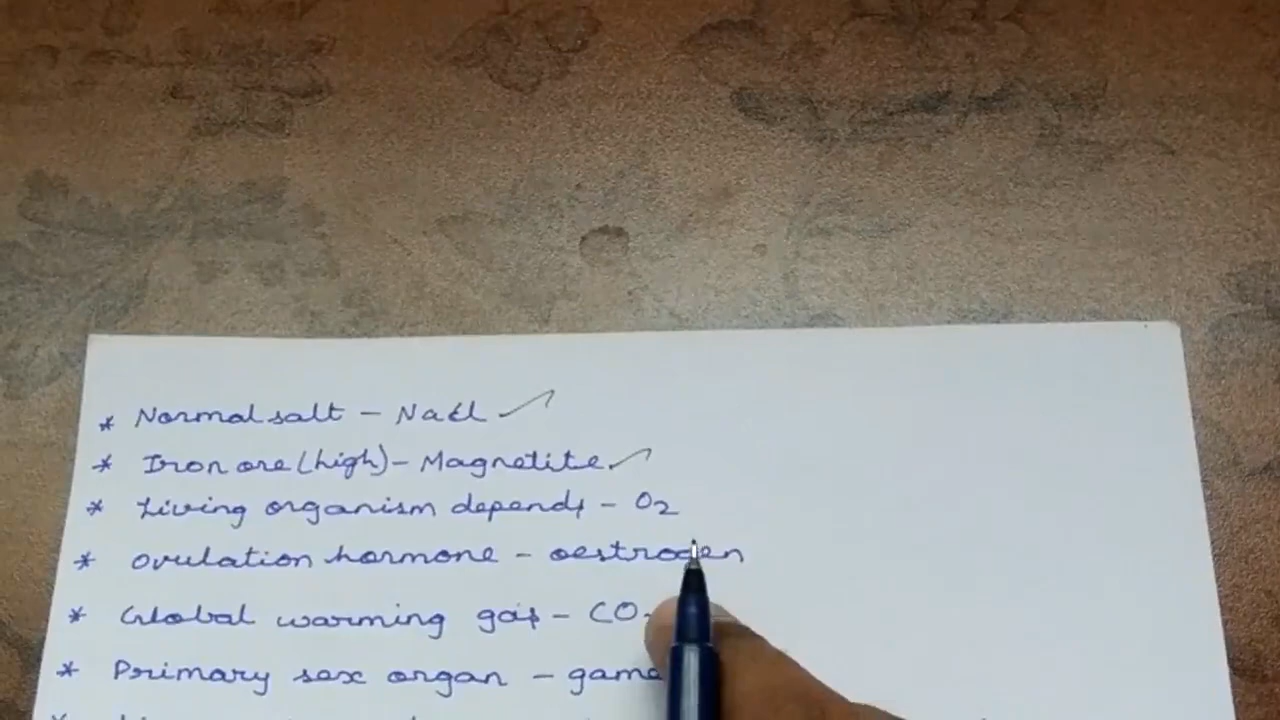 * Normal salt - Nacl
* Iron ore (high) - Magnetite
* Living organism depends - O2
* Ovulation hormone - oestrogen
* Global warming gas - CO
* Primary sex organ - game